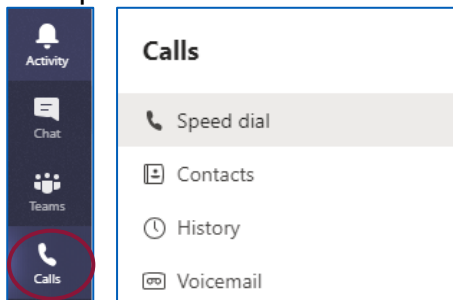 Activity
Chat
Teams
Calls
Calls
Speed dial
Contacts
History
Voicemail